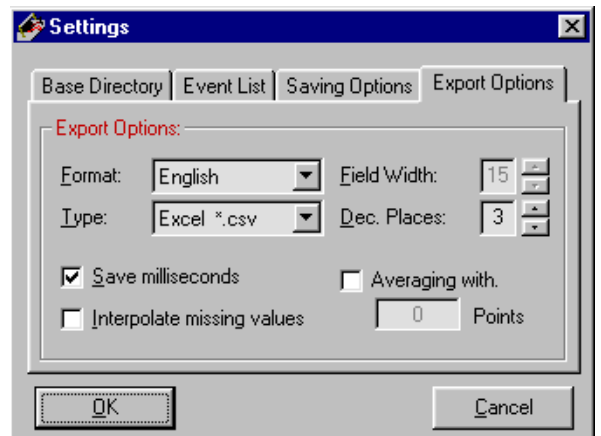 Settings
Base Directory Event List Saving Options Export Options
Export Options:
Format: English Field Width: 15
Type: Excel *.csv Dec. Places: 3
Save milliseconds Averaging with.
Interpolate missing values 0 Points
OK Cancel